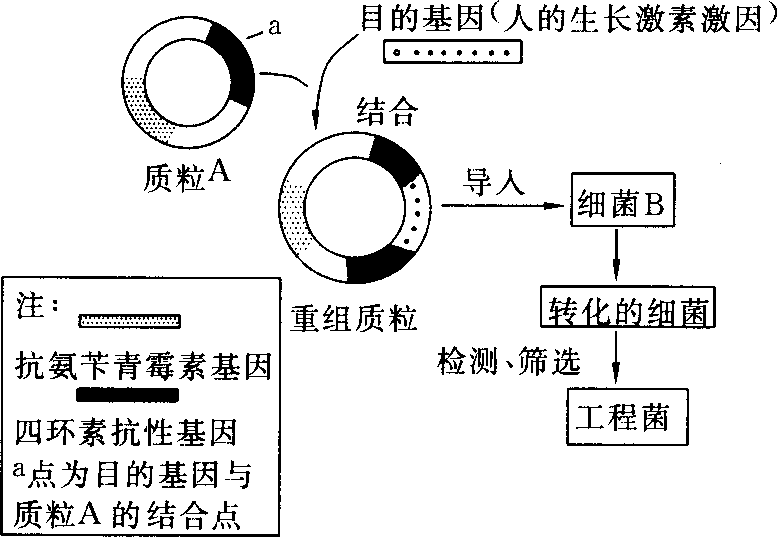 a
目的基因(人的生长激素激因)
质粒A
结合
导入
细菌B
重组质粒
转化的细菌
检测、筛选
工程菌
注:
抗氨苄青霉素基因
四环素抗性基因
a点为目的基因与
质粒A的结合点